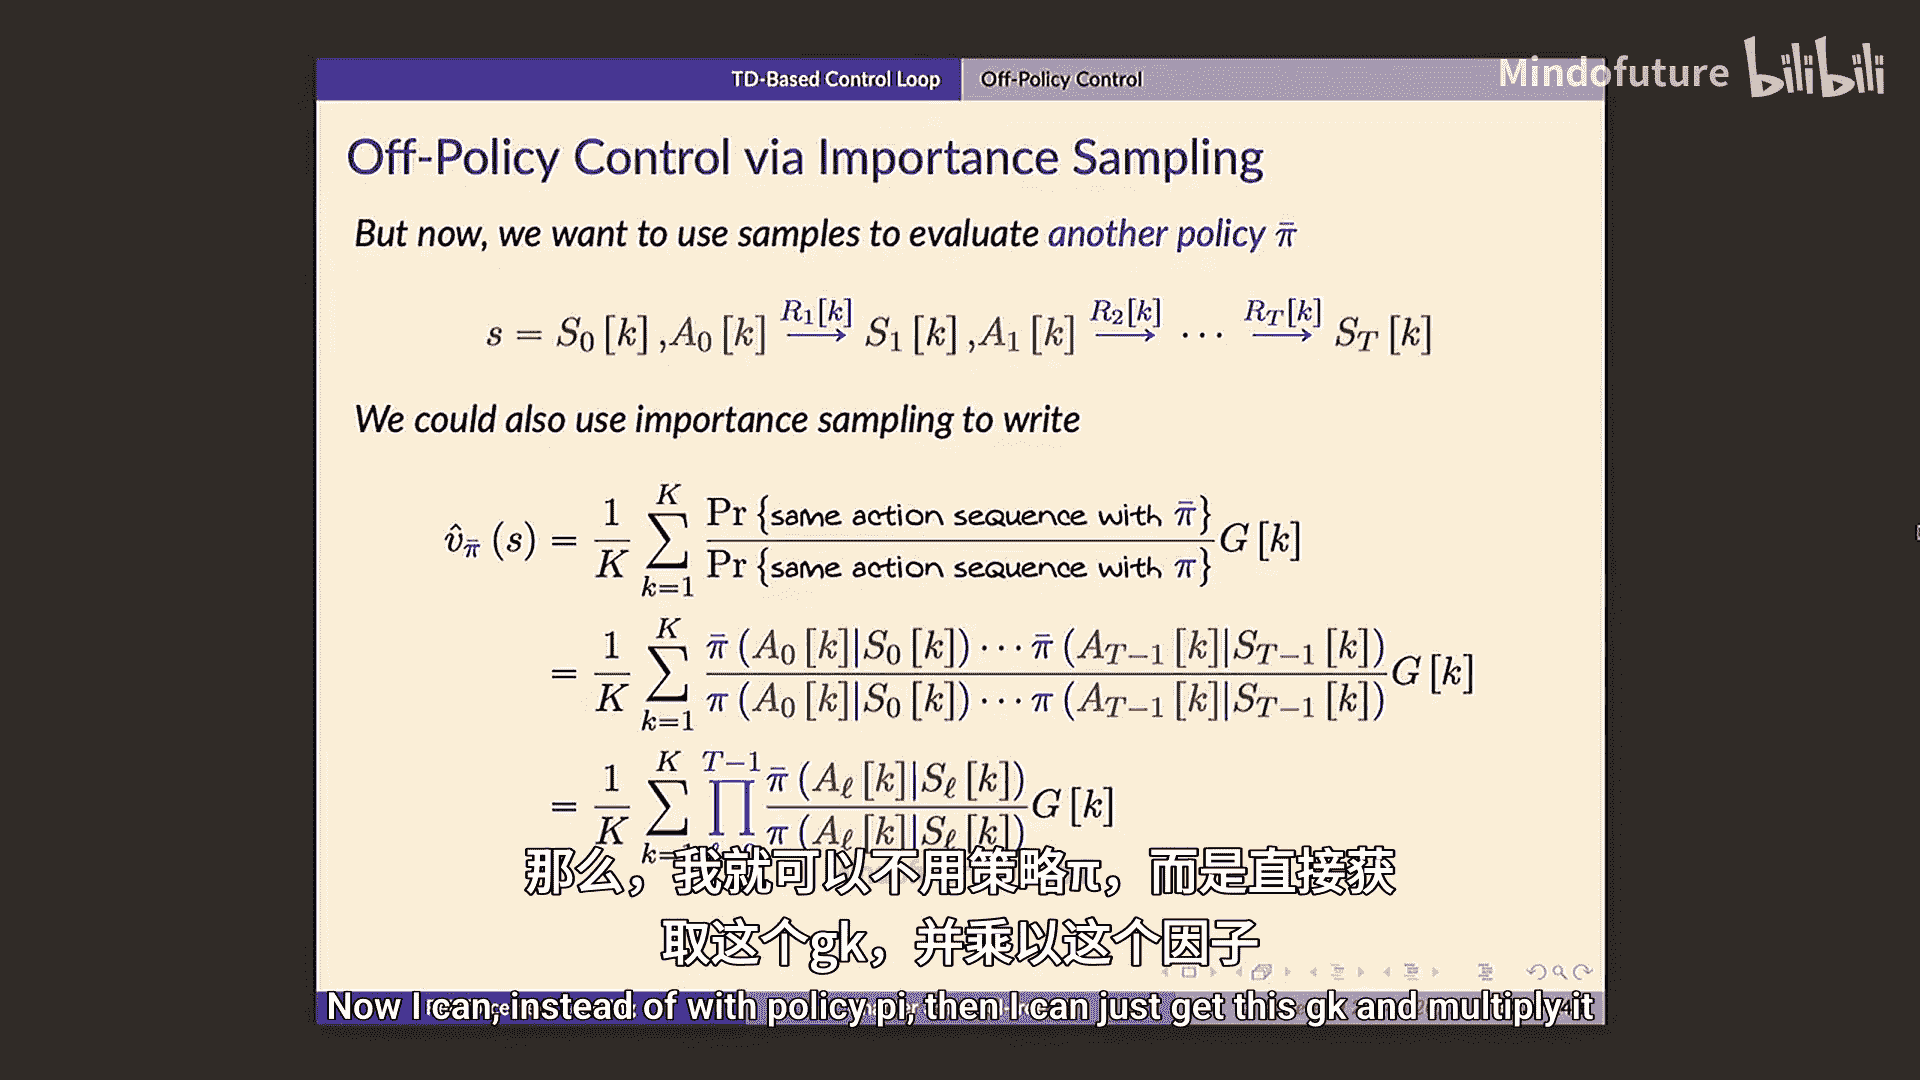 TD-Based Control Loop
Off-Policy Control
Mindofuture bilibili
Off-Policy Control via Importance Sampling
But now, we want to use samples to evaluate another policy π̄
s = S₀[k], A₀[k] —R₁[k]→ S₁[k], A₁[k] —R₂[k]→ ··· —R_T[k]→ S_T[k]
We could also use importance sampling to write
v̂_π̄(s) = 1/K ∑_{k=1}^{K} Pr{same action sequence with π̄} / Pr{same action sequence with π} G[k]
= 1/K ∑_{k=1}^{K} π̄(A₀[k]|S₀[k]) ··· π̄(A_{T−1}[k]|S_{T−1}[k]) / π(A₀[k]|S₀[k]) ··· π(A_{T−1}[k]|S_{T−1}[k]) G[k]
= 1/K ∑_{k=1}^{K} ∏^{T−1} π̄(A_ℓ[k]|S_ℓ[k]) / π(A_ℓ[k]|S_ℓ[k]) G[k]
那么，我就可以不用策略π，而是直接获
取这个gk，并乘以这个因子
Now I can, instead of with policy pi, then I can just get this gk and multiply it